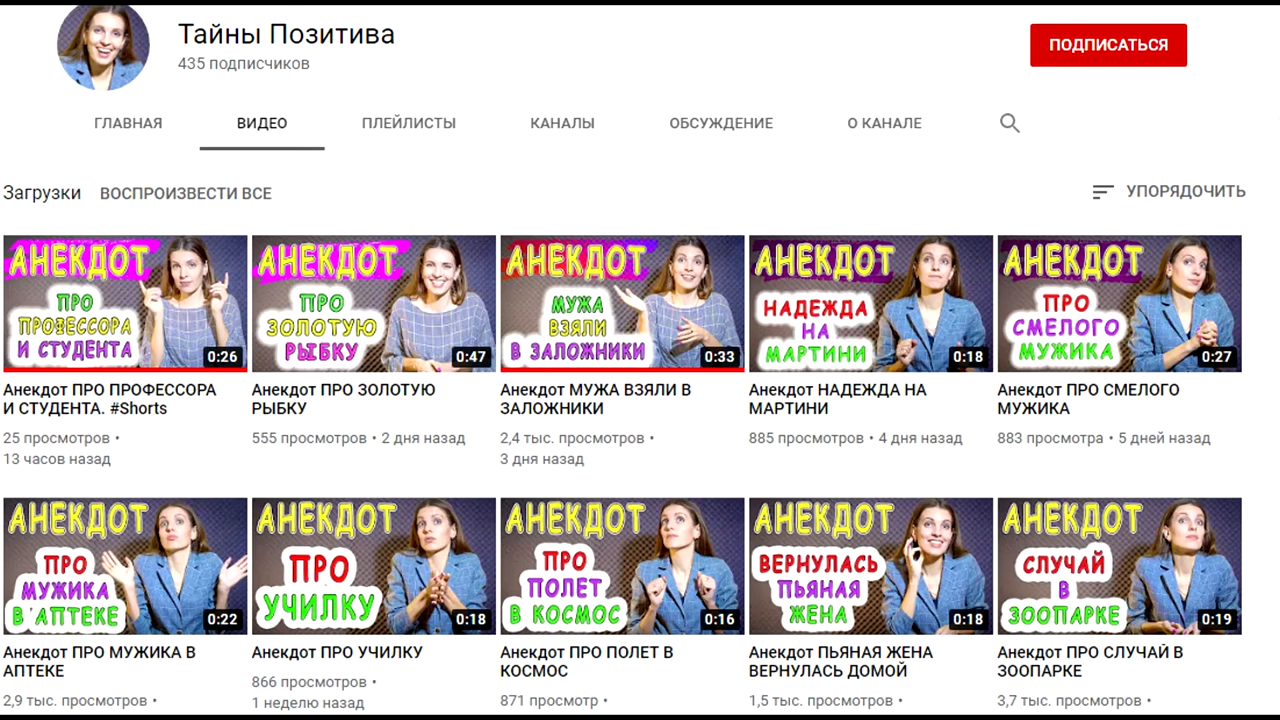 Тайны Позитива
435 подписчиков
ПОДПИСАТЬСЯ
ГЛАВНАЯ
ВИДЕО
ПЛЕЙЛИСТЫ
КАНАЛЫ
ОБСУЖДЕНИЕ
О КАНАЛЕ
Загрузки
ВОСПРОИЗВЕСТИ ВСЕ
УПОРЯДОЧИТЬ
АНЕКДОТ
ПРО
ПРОФЕССОРА
И СТУДЕНТА
0:26
Анекдот ПРО ПРОФЕССОРА
И СТУДЕНТА. #Shorts
25 просмотров •
13 часов назад
АНЕКДОТ
ПРО
ЗОЛОТУЮ
РЫБКУ
0:47
Анекдот ПРО ЗОЛОТУЮ
РЫБКУ
555 просмотров • 2 дня назад
АНЕКДОТ
МУЖА
ВЗЯЛИ
В ЗАЛОЖНИКИ
0:33
Анекдот МУЖА ВЗЯЛИ В
ЗАЛОЖНИКИ
2,4 тыс. просмотров •
3 дня назад
АНЕКДОТ
НАДЕЖДА
НА
МАРТИНИ
0:18
Анекдот НАДЕЖДА НА
МАРТИНИ
885 просмотров • 4 дня назад
АНЕКДОТ
ПРО
СМЕЛОГО
МУЖИКА
0:27
Анекдот ПРО СМЕЛОГО
МУЖИКА
883 просмотра • 5 дней назад
АНЕКДОТ
ПРО
МУЖИКА
В АПТЕКЕ
0:22
Анекдот ПРО МУЖИКА В
АПТЕКЕ
2,9 тыс. просмотров •
АНЕКДОТ
ПРО
УЧИЛКУ
0:18
Анекдот ПРО УЧИЛКУ
866 просмотров •
1 неделю назад
АНЕКДОТ
ПРО
ПОЛЕТ
В КОСМОС
0:16
Анекдот ПРО ПОЛЕТ В
КОСМОС
871 просмотр •
АНЕКДОТ
ВЕРНУЛАСЬ
ПЬЯНАЯ
ЖЕНА
0:18
Анекдот ПЬЯНАЯ ЖЕНА
ВЕРНУЛАСЬ ДОМОЙ
1,5 тыс. просмотров •
АНЕКДОТ
СЛУЧАЙ
В
ЗООПАРКЕ
0:19
Анекдот ПРО СЛУЧАЙ В
ЗООПАРКЕ
3,7 тыс. просмотров •